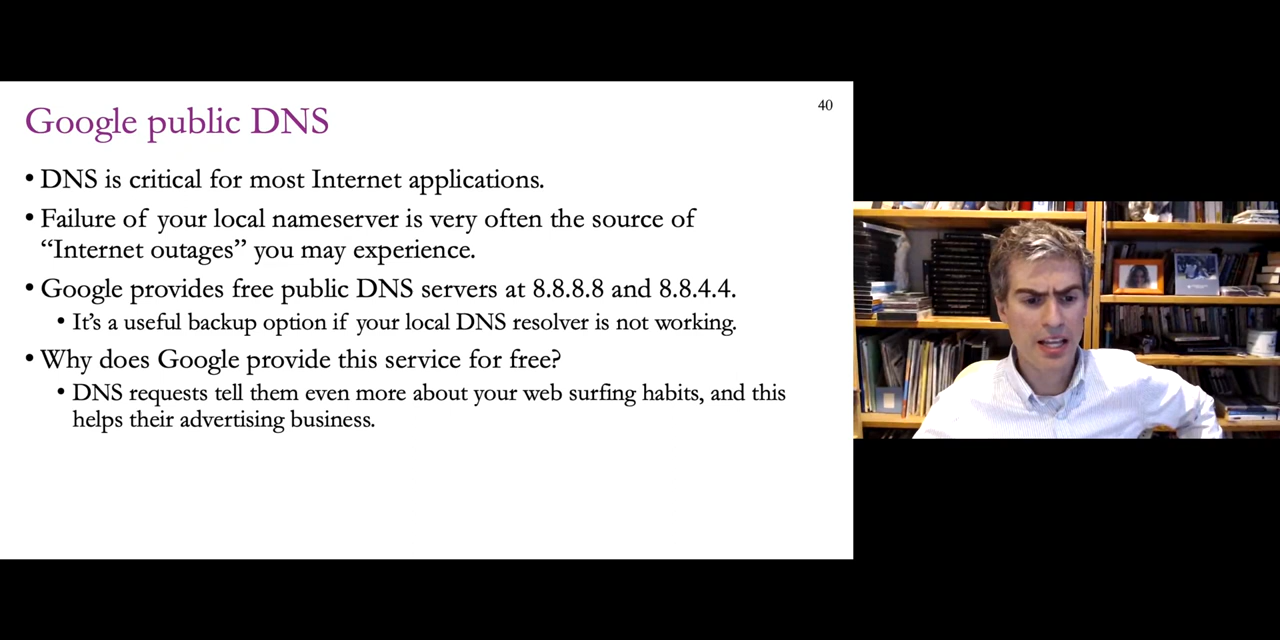 40
Google public DNS
• DNS is critical for most Internet applications.
• Failure of your local nameserver is very often the source of
“Internet outages” you may experience.
• Google provides free public DNS servers at 8.8.8.8 and 8.8.4.4.
• It’s a useful backup option if your local DNS resolver is not working.
• Why does Google provide this service for free?
• DNS requests tell them even more about your web surfing habits, and this
helps their advertising business.